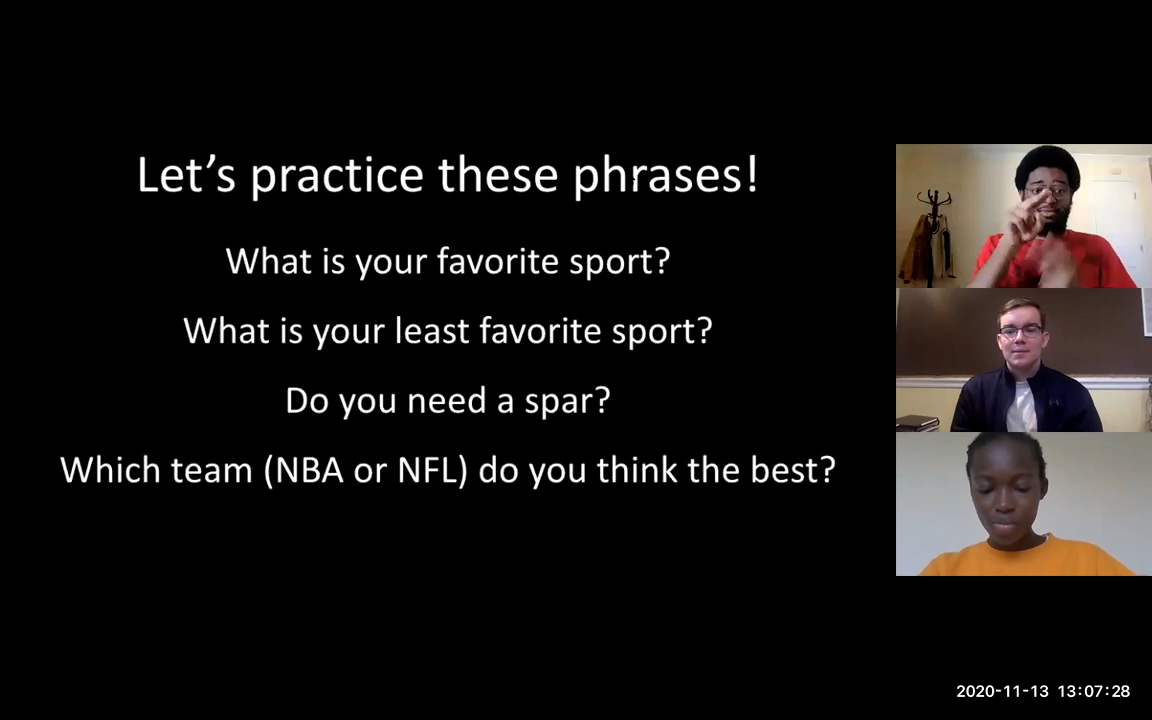 Let’s practice these phrases!
What is your favorite sport?
What is your least favorite sport?
Do you need a spar?
Which team (NBA or NFL) do you think the best?
2020-11-13 13:07:28